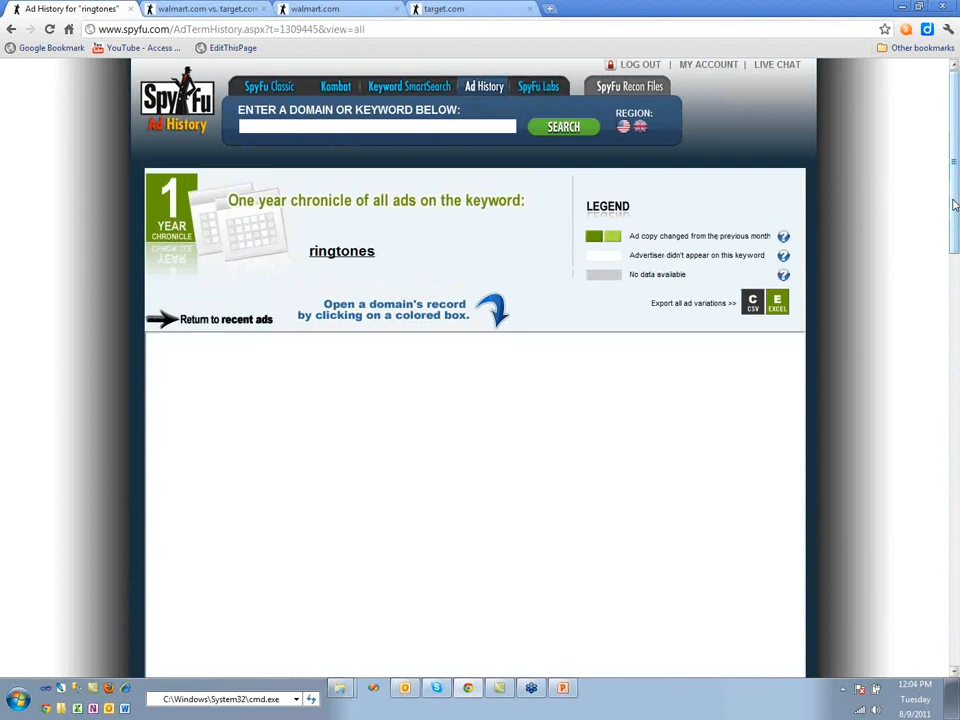 Ad History for "ringtones"
walmart.com vs. target.con
walmart.com
target.com
www.spyfu.com/AdTermHistory.aspx?t=1309445&view=all
Google Bookmark
YouTube - Access ...
EditThisPage
Other bookmarks
LOG OUT | MY ACCOUNT | LIVE CHAT
SpyFu
Ad History
SpyFu Classic
Kombat
Keyword SmartSearch
Ad History
SpyFu Labs
SpyFu Recon Files
ENTER A DOMAIN OR KEYWORD BELOW:
SEARCH
REGION:
1
YEAR
CHRONICLE
One year chronicle of all ads on the keyword:
ringtones
LEGEND
Ad copy changed from the previous month
Advertiser didn't appear on this keyword
No data available
Export all ad variations >>
C
CSV
E
EXCEL
Open a domain's record
by clicking on a colored box.
Return to recent ads
C:\Windows\System32\cmd.exe
12:04 PM
Tuesday
8/9/2011